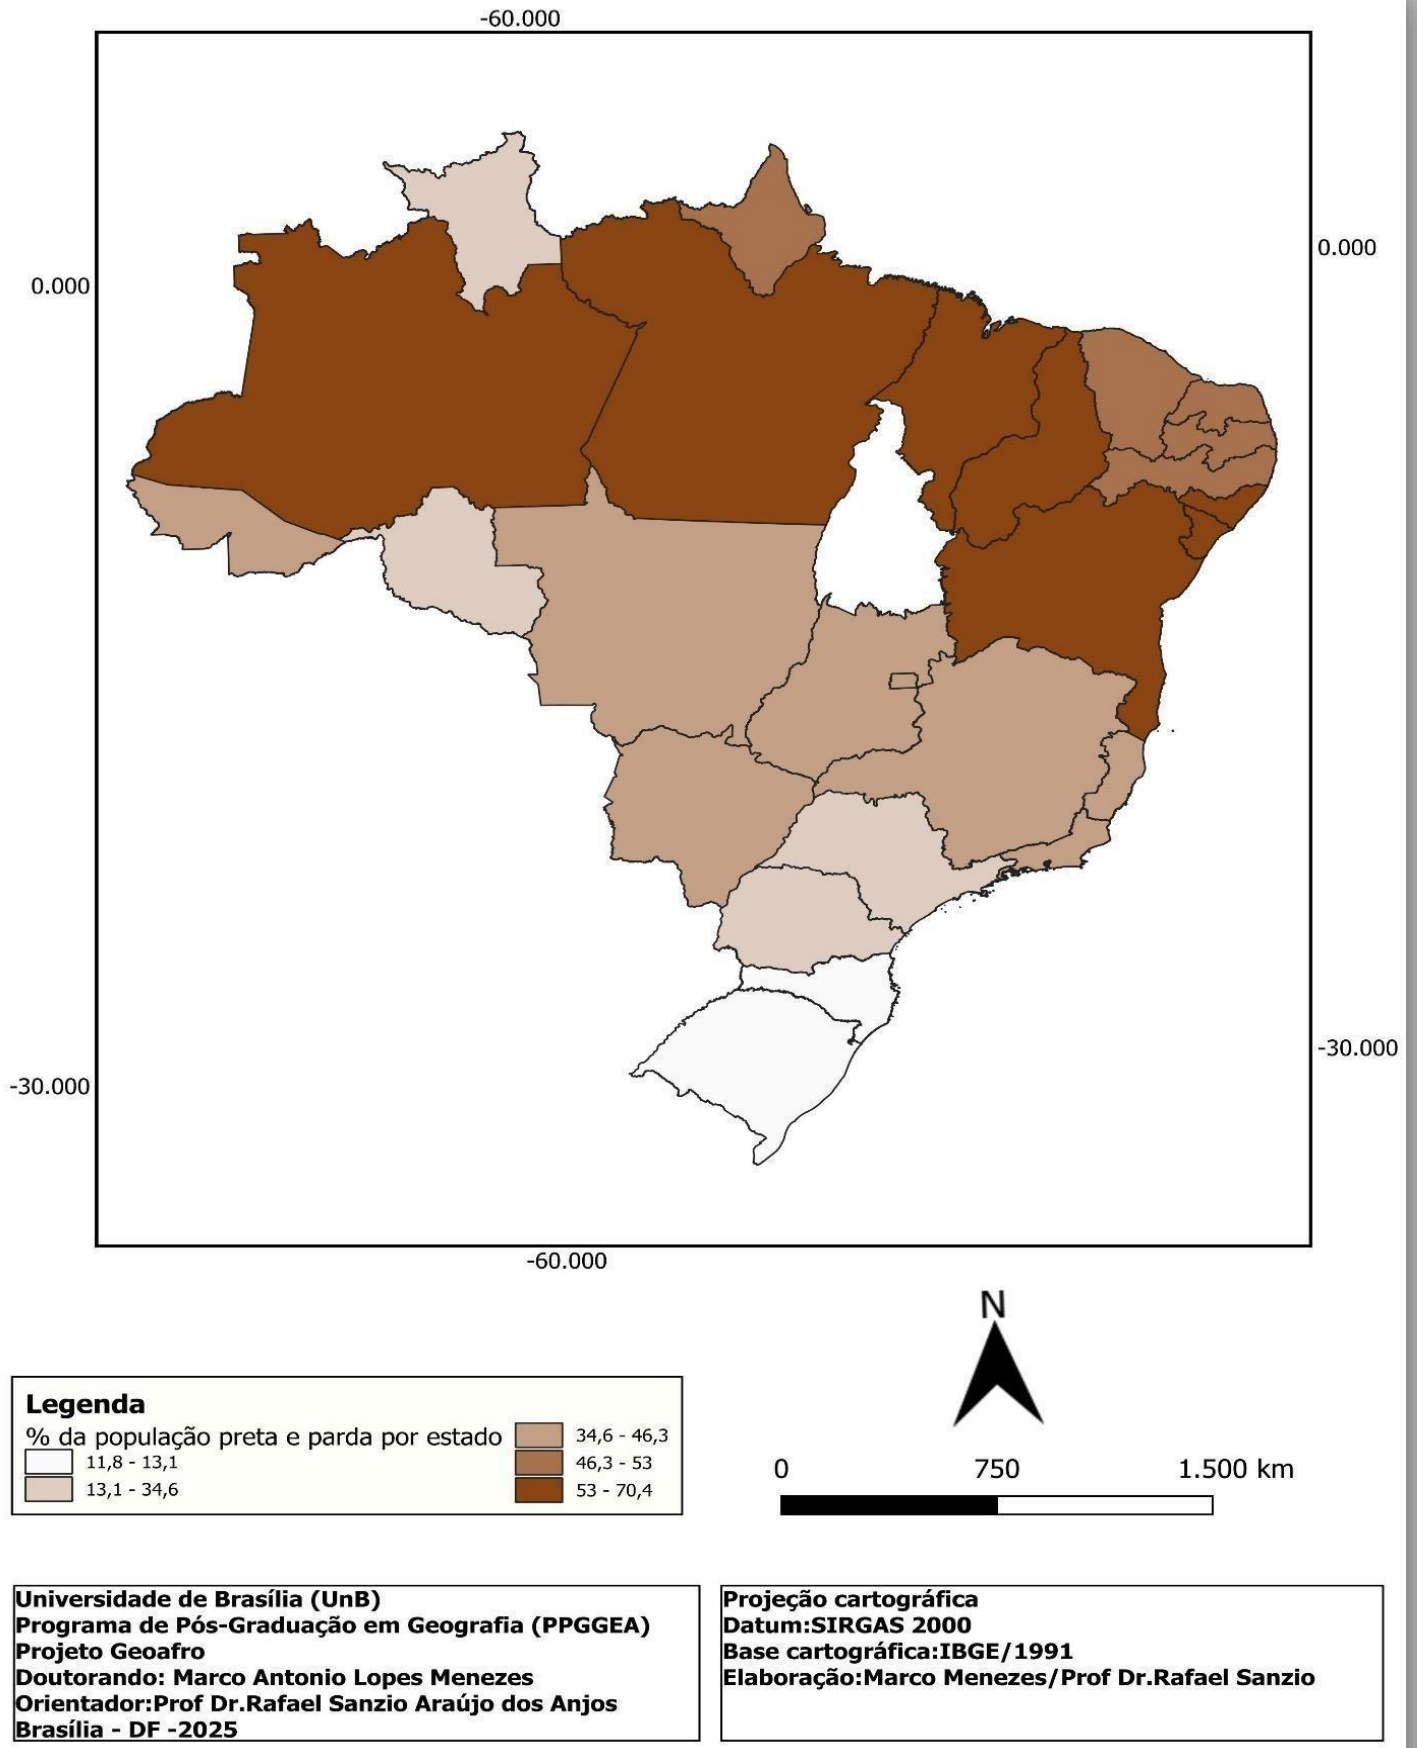 -60.000
0.000
0.000
-30.000
-30.000
-60.000
N
Legenda
% da população preta e parda por estado
11,8 - 13,1
13,1 - 34,6
34,6 - 46,3
46,3 - 53
53 - 70,4
0 750 1.500 km
Universidade de Brasília (UnB)
Programa de Pós-Graduação em Geografia (PPGGEA)
Projeto Geoafro
Doutorando: Marco Antonio Lopes Menezes
Orientador:Prof Dr.Rafael Sanzio Araújo dos Anjos
Brasília - DF -2025
Projeção cartográfica
Datum:SIRGAS 2000
Base cartográfica:IBGE/1991
Elaboração:Marco Menezes/Prof Dr.Rafael Sanzio